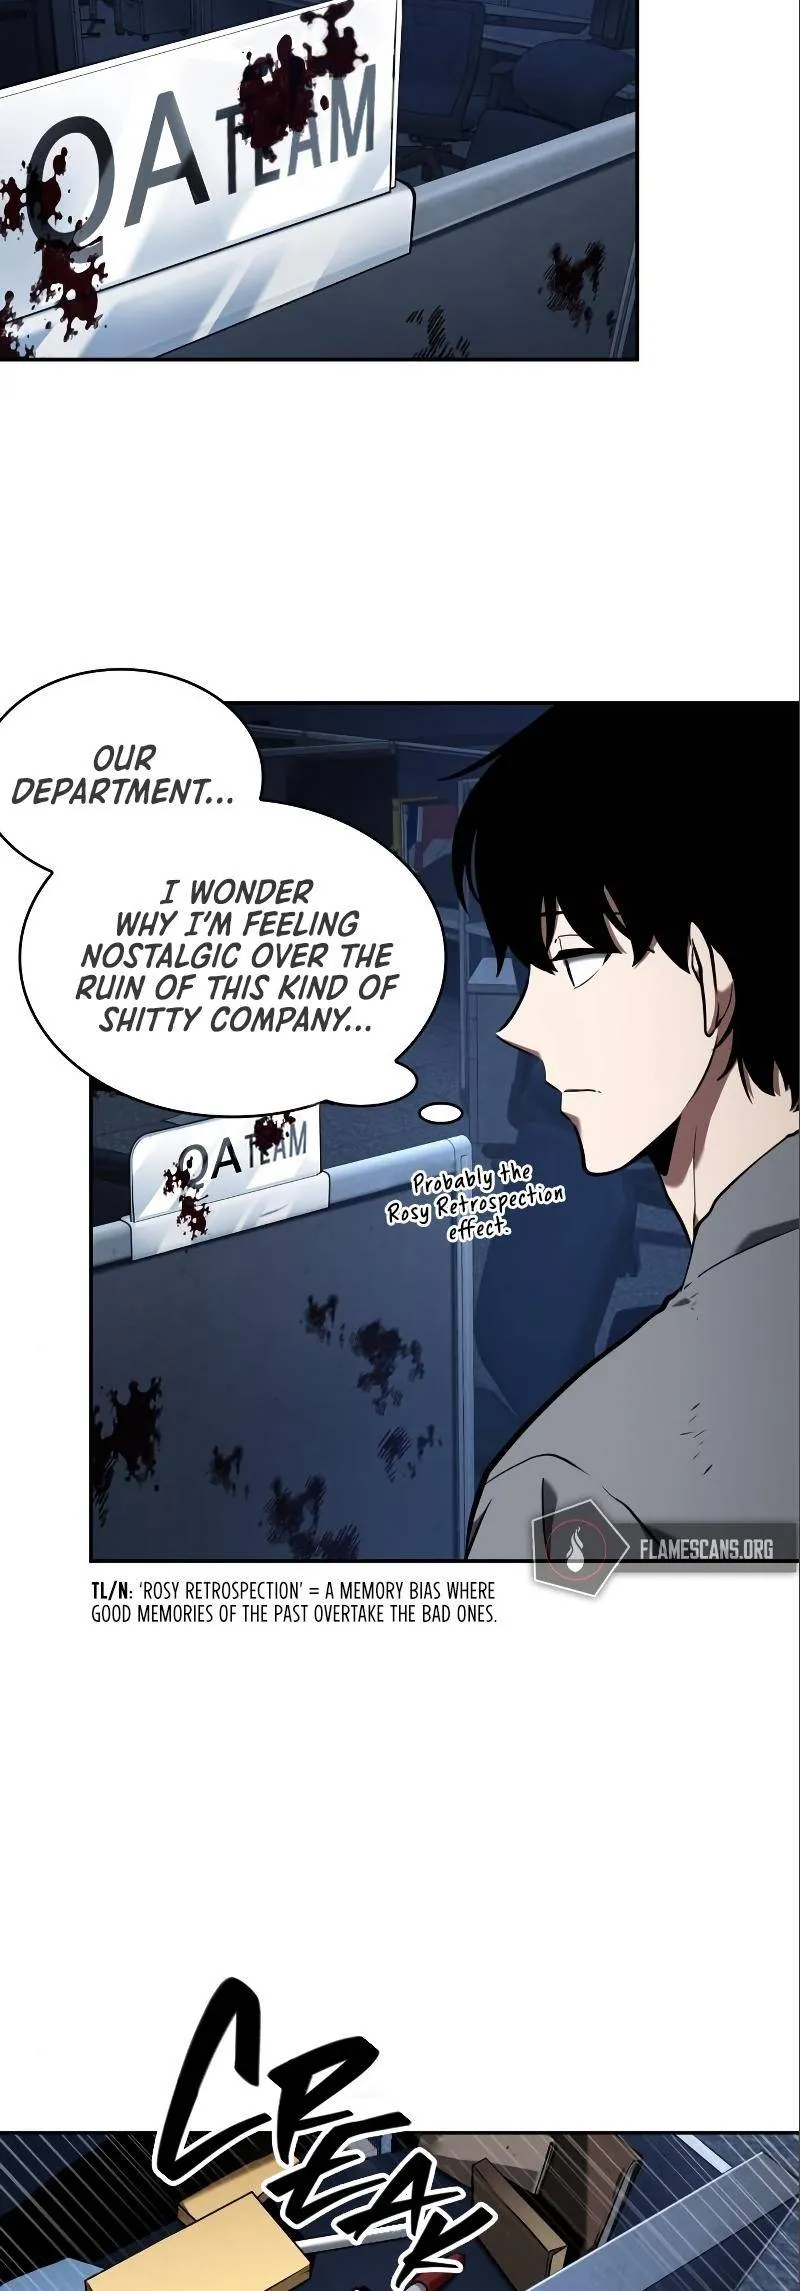 QA TEAM
OUR
DEPARTMENT...
I WONDER
WHY I'M FEELING
NOSTALGIC OVER THE
RUIN OF THIS KIND OF
SHITTY COMPANY...
QA TEAM
Probably the
Rosy Retrospection
effect.
FLAMESCANS.ORG
TL/N: 'ROSY RETROSPECTION' = A MEMORY BIAS WHERE
GOOD MEMORIES OF THE PAST OVERTAKE THE BAD ONES.
CREAK